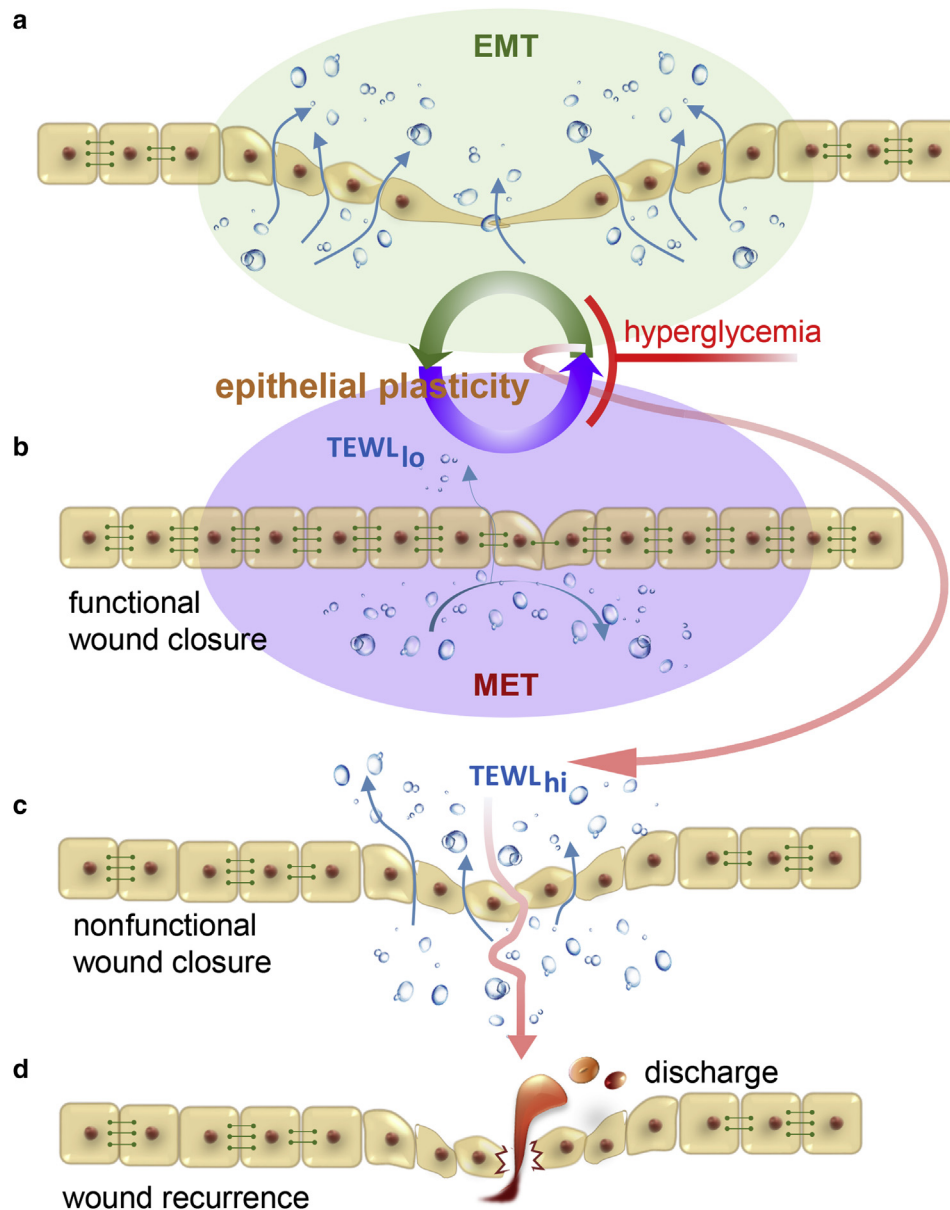 a
EMT
hyperglycemia
epithelial plasticity
b
TEWLlo
functional
wound closure
MET
TEWLhi
c
nonfunctional
wound closure
d
discharge
wound recurrence